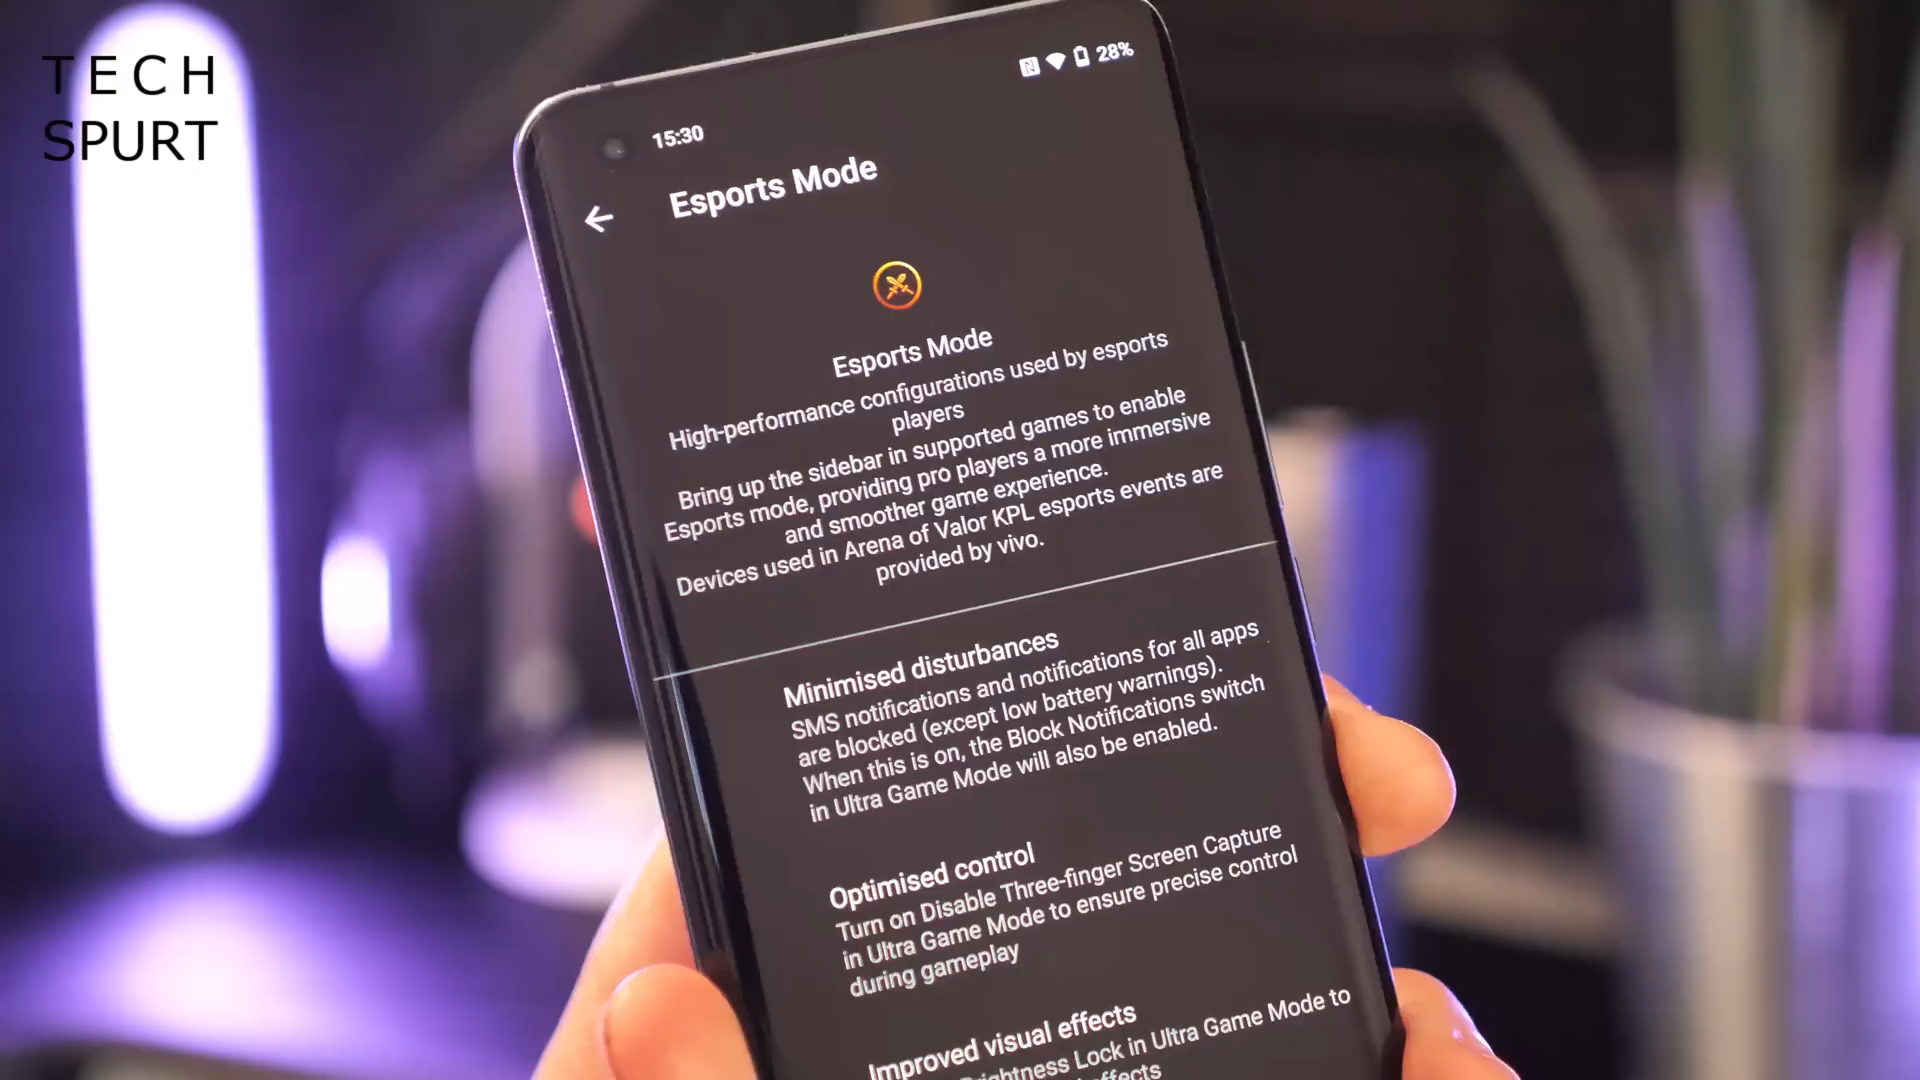 TECH
SPURT
15:30
28%
Esports Mode
Esports Mode
High-performance configurations used by esports
players
Bring up the sidebar in supported games to enable
Esports mode, providing pro players a more immersive
and smoother game experience.
Devices used in Arena of Valor KPL esports events are
provided by vivo.
Minimised disturbances
SMS notifications and notifications for all apps
are blocked (except low battery warnings).
When this is on, the Block Notifications switch
in Ultra Game Mode will also be enabled.
Optimised control
Turn on Disable Three-finger Screen Capture
in Ultra Game Mode to ensure precise control
during gameplay
Improved visual effects
Brightness Lock in Ultra Game Mode to
effects